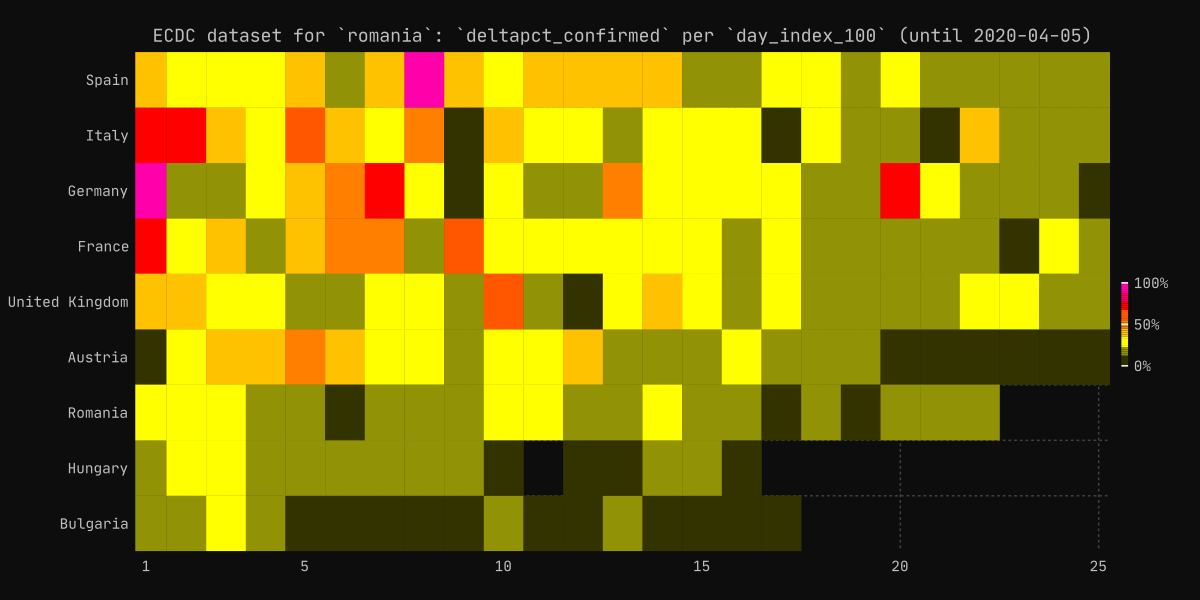 ECDC dataset for `romania`: `deltapct_confirmed` per `day_index_100` (until 2020-04-05)
Spain
Italy
Germany
France
United Kingdom
Austria
Romania
Hungary
Bulgaria
1 5 10 15 20 25
100%
50%
0%